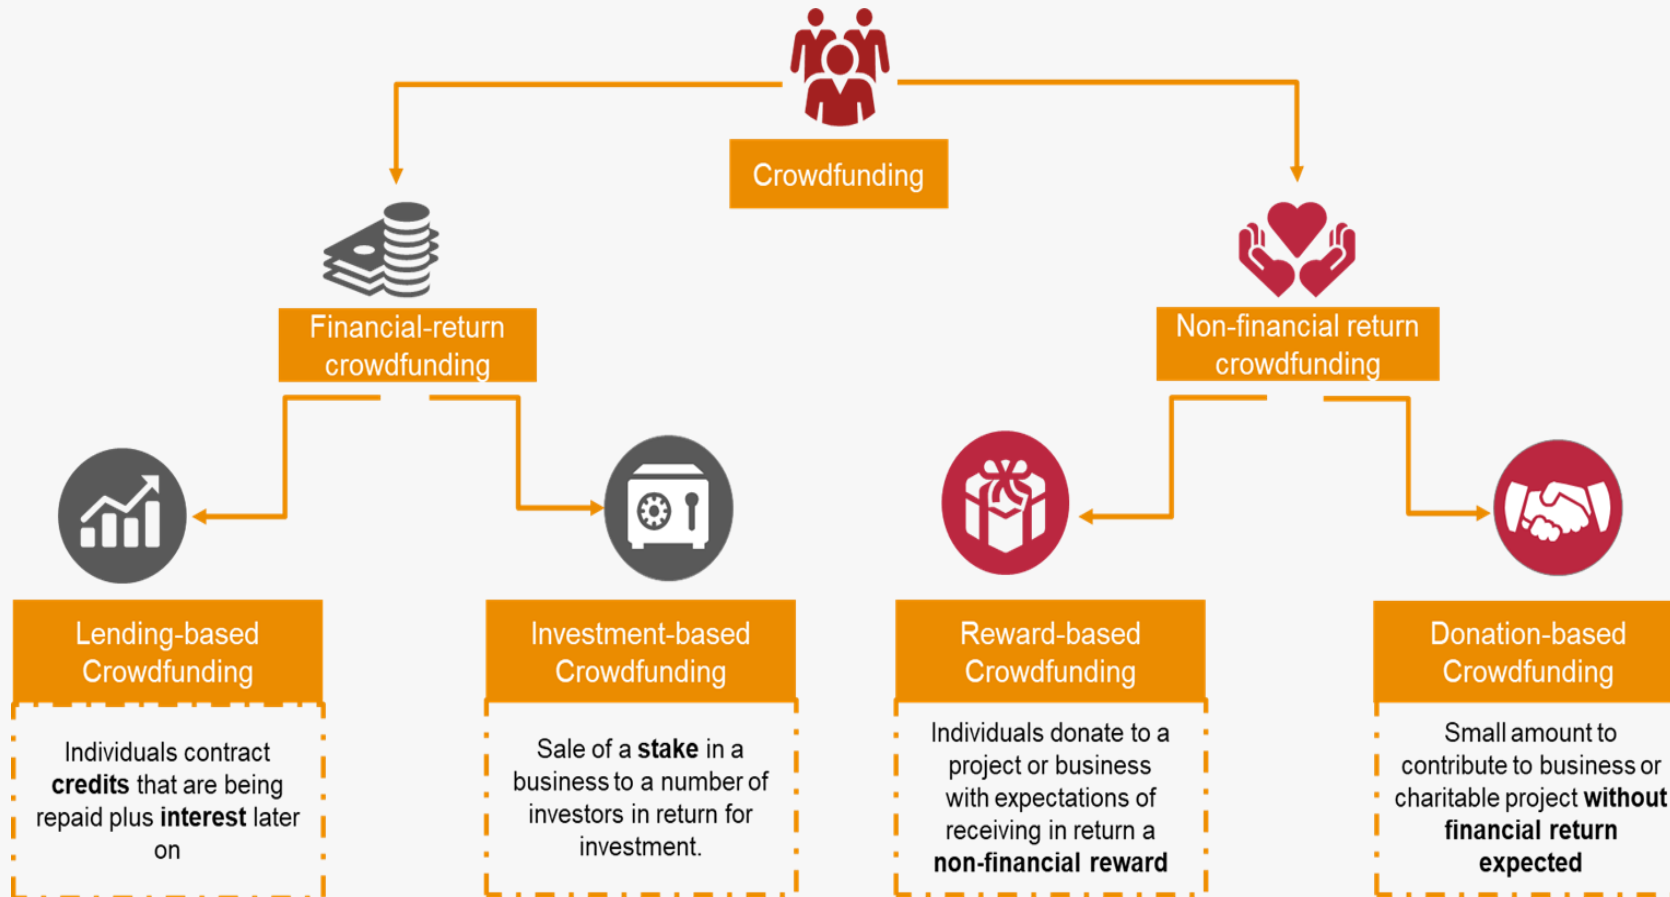 Crowdfunding
Financial-return
crowdfunding
Non-financial return
crowdfunding
Lending-based
Crowdfunding
Individuals contract
credits that are being
repaid plus interest later
on
Investment-based
Crowdfunding
Sale of a stake in a
business to a number of
investors in return for
investment.
Reward-based
Crowdfunding
Individuals donate to a
project or business
with expectations of
receiving in return a
non-financial reward
Donation-based
Crowdfunding
Small amount to
contribute to business or
charitable project without
financial return
expected